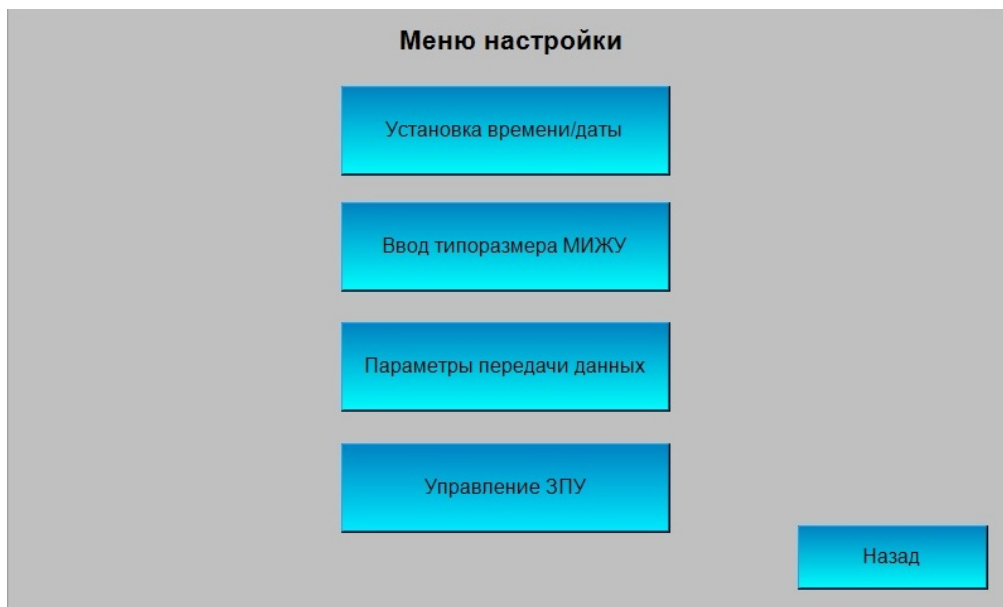 Меню настройки
Установка времени/даты
Ввод типоразмера МИЖУ
Параметры передачи данных
Управление ЗПУ
Назад